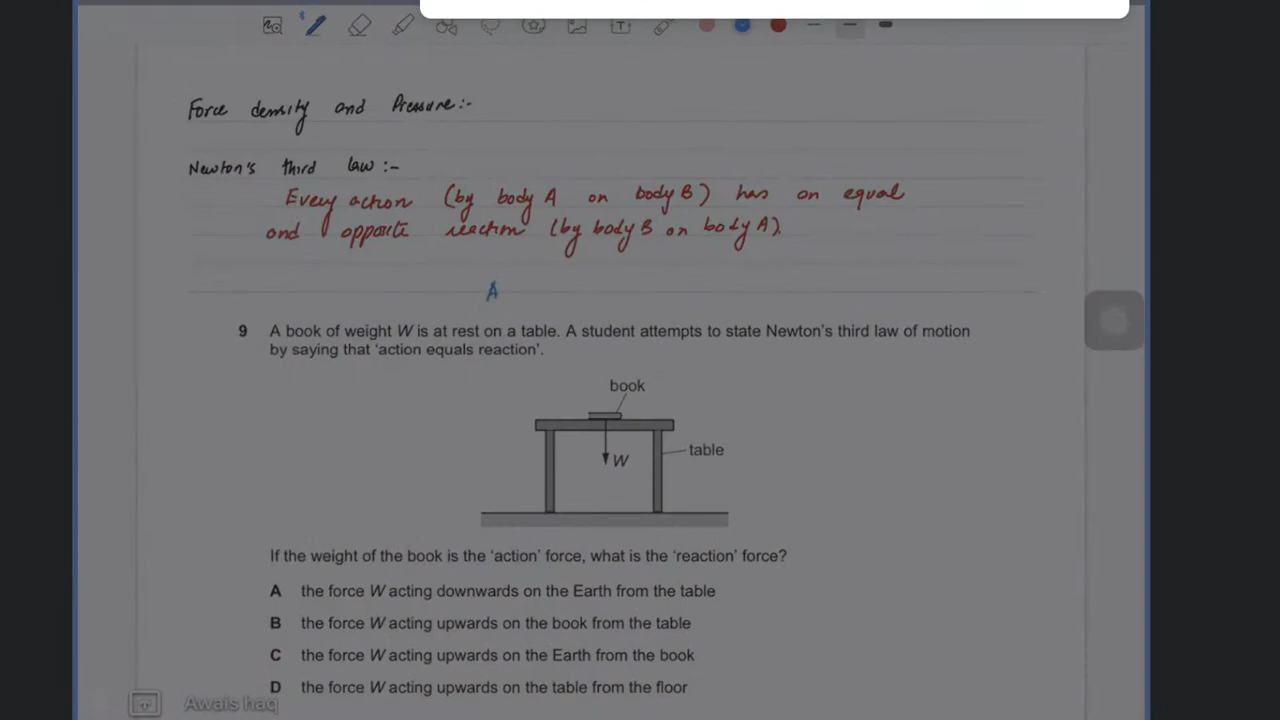 Force density and Pressure:-
Newton's third law :-
Every action (by body A on body B) has an equal
and opposite reaction (by body B on body A).
A
9 A book of weight W is at rest on a table. A student attempts to state Newton's third law of motion
by saying that 'action equals reaction'.
book
table
W
If the weight of the book is the 'action' force, what is the 'reaction' force?
A the force W acting downwards on the Earth from the table
B the force W acting upwards on the book from the table
C the force W acting upwards on the Earth from the book
D the force W acting upwards on the table from the floor
Awais haq